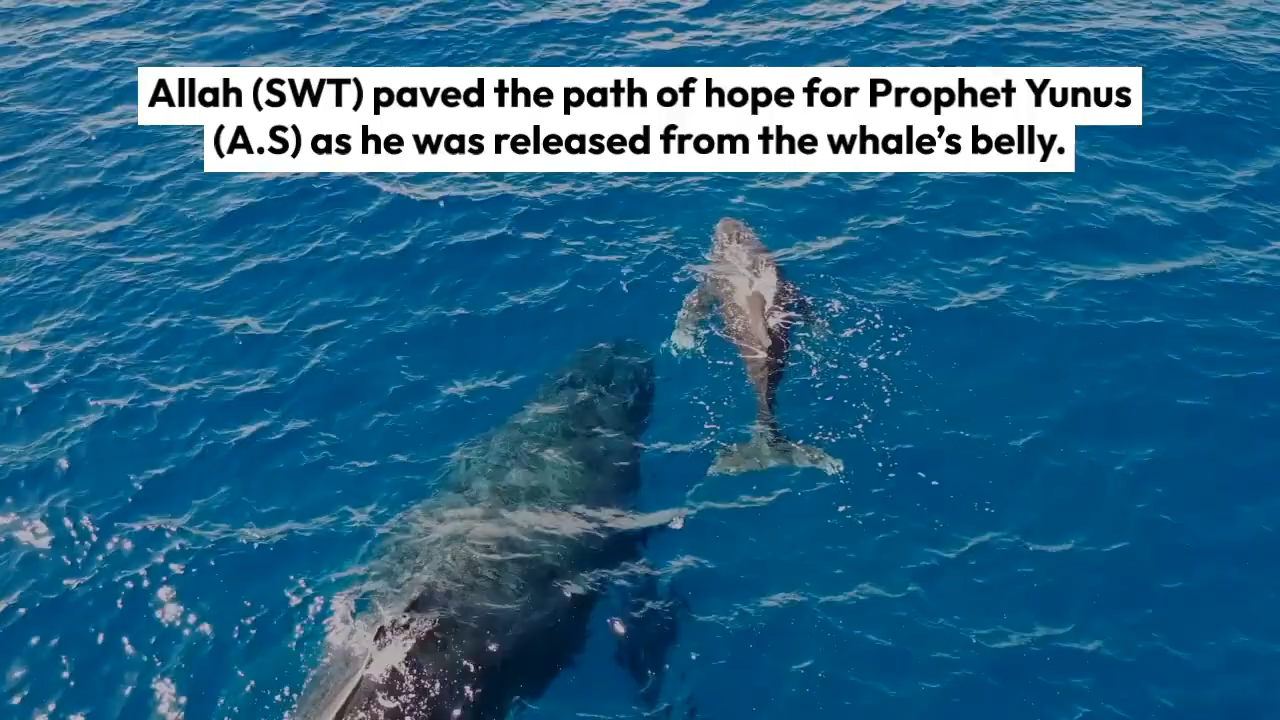 Allah (SWT) paved the path of hope for Prophet Yunus
(A.S) as he was released from the whale’s belly.